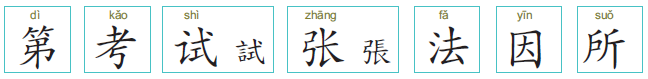 dì kǎo shì zhāng fǎ yīn suǒ
第 考 试 試 张 張 法 因 所